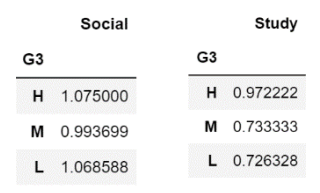 Social
G3
H 1.075000
M 0.993699
L 1.068588
Study
G3
H 0.972222
M 0.733333
L 0.726328